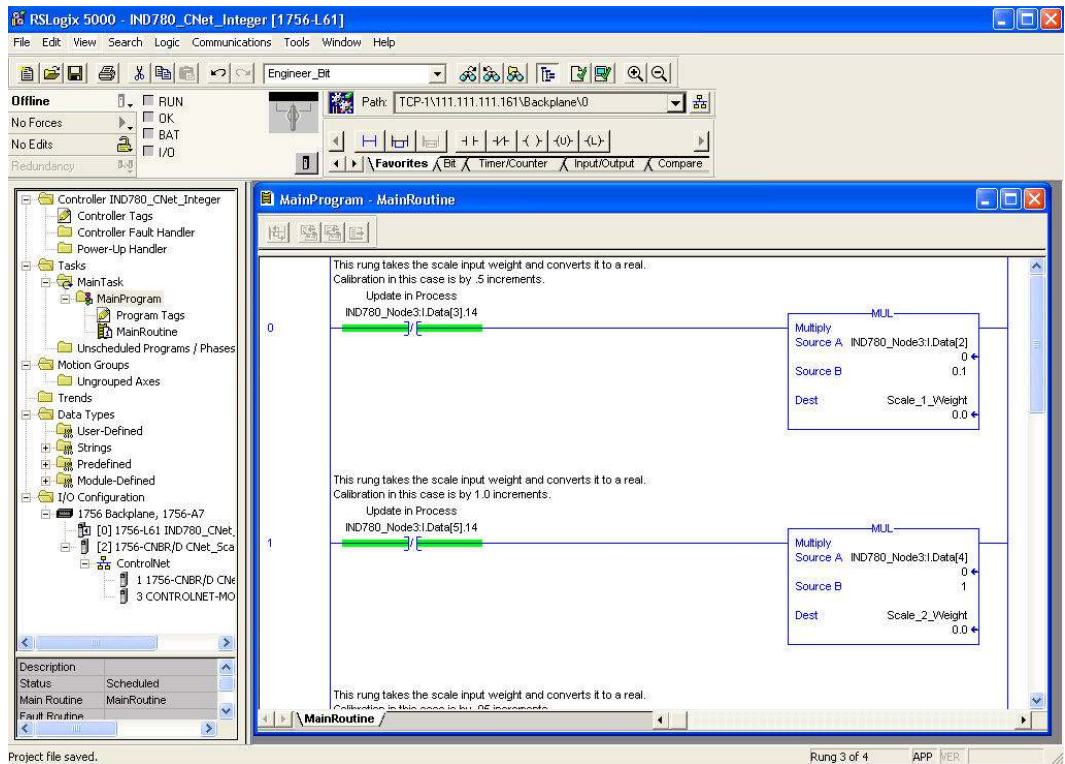 RSLogix 5000 - IND780_CNet_Integer [1756-L61]
File Edit View Search Logic Communications Tools Window Help
Engineer_Bit
Offline
RUN
No Forces
OK
No Edits
BAT
Redundancy
I/O
Path: TCP-1\111.111.111.161\Backplane\0
Favorites Bit Timer/Counter Input/Output Compare
Controller IND780_CNet_Integer
Controller Tags
Controller Fault Handler
Power-Up Handler
Tasks
MainTask
MainProgram
Program Tags
MainRoutine
Unscheduled Programs / Phases
Motion Groups
Ungrouped Axes
Trends
Data Types
User-Defined
Strings
Predefined
Module-Defined
I/O Configuration
1756 Backplane, 1756-A7
[0] 1756-L61 IND780_CNet_
[2] 1756-CNBR/D CNet_Sca
ControlNet
1 1756-CNBR/D CNe
3 CONTROLNET-MO
Description
Status Scheduled
Main Routine MainRoutine
Fault Routine
MainProgram - MainRoutine
This rung takes the scale input weight and converts it to a real.
Calibration in this case is by .5 increments.
Update in Process
IND780_Node3:I.Data[3].14
0
MUL
Multiply
Source A IND780_Node3:I.Data[2]
0
Source B 0.1
Dest Scale_1_Weight
0.0
This rung takes the scale input weight and converts it to a real.
Calibration in this case is by 1.0 increments.
Update in Process
IND780_Node3:I.Data[5].14
1
MUL
Multiply
Source A IND780_Node3:I.Data[4]
0
Source B 1
Dest Scale_2_Weight
0.0
This rung takes the scale input weight and converts it to a real.
Calibration in this case is by .05 increments.
MainRoutine
Project file saved.
Rung 3 of 4 APP VER